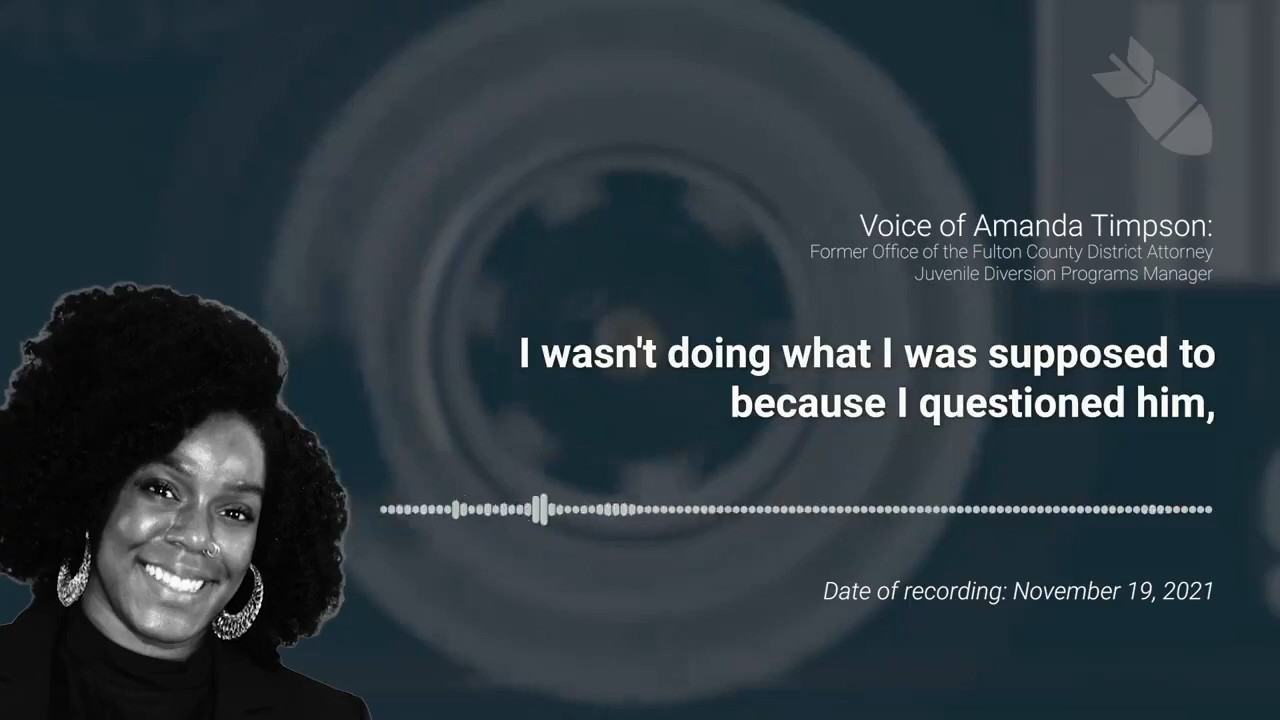 Voice of Amanda Timpson:
Former Office of the Fulton County District Attorney
Juvenile Diversion Programs Manager
I wasn't doing what I was supposed to
because I questioned him,
Date of recording: November 19, 2021